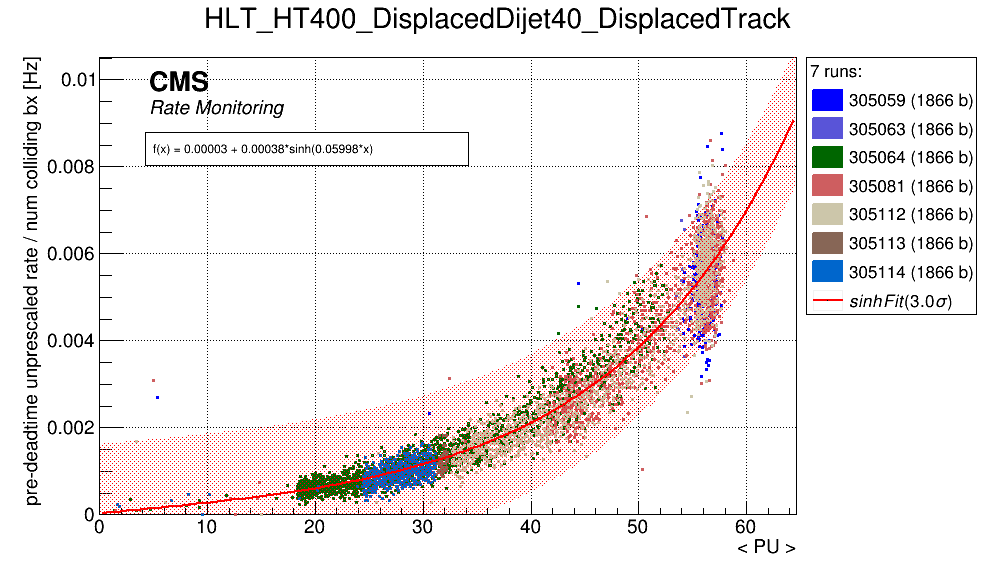 HLT_HT400_DisplacedDijet40_DisplacedTrack
pre-deadtime unprescaled rate / num colliding bx [Hz]
CMS
Rate Monitoring
f(x) = 0.00003 + 0.00038*sinh(0.05998*x)
0.01
0.008
0.006
0.004
0.002
0
0 10 20 30 40 50 60
< PU >
7 runs:
305059 (1866 b)
305063 (1866 b)
305064 (1866 b)
305081 (1866 b)
305112 (1866 b)
305113 (1866 b)
305114 (1866 b)
sinhFit(3.0σ)